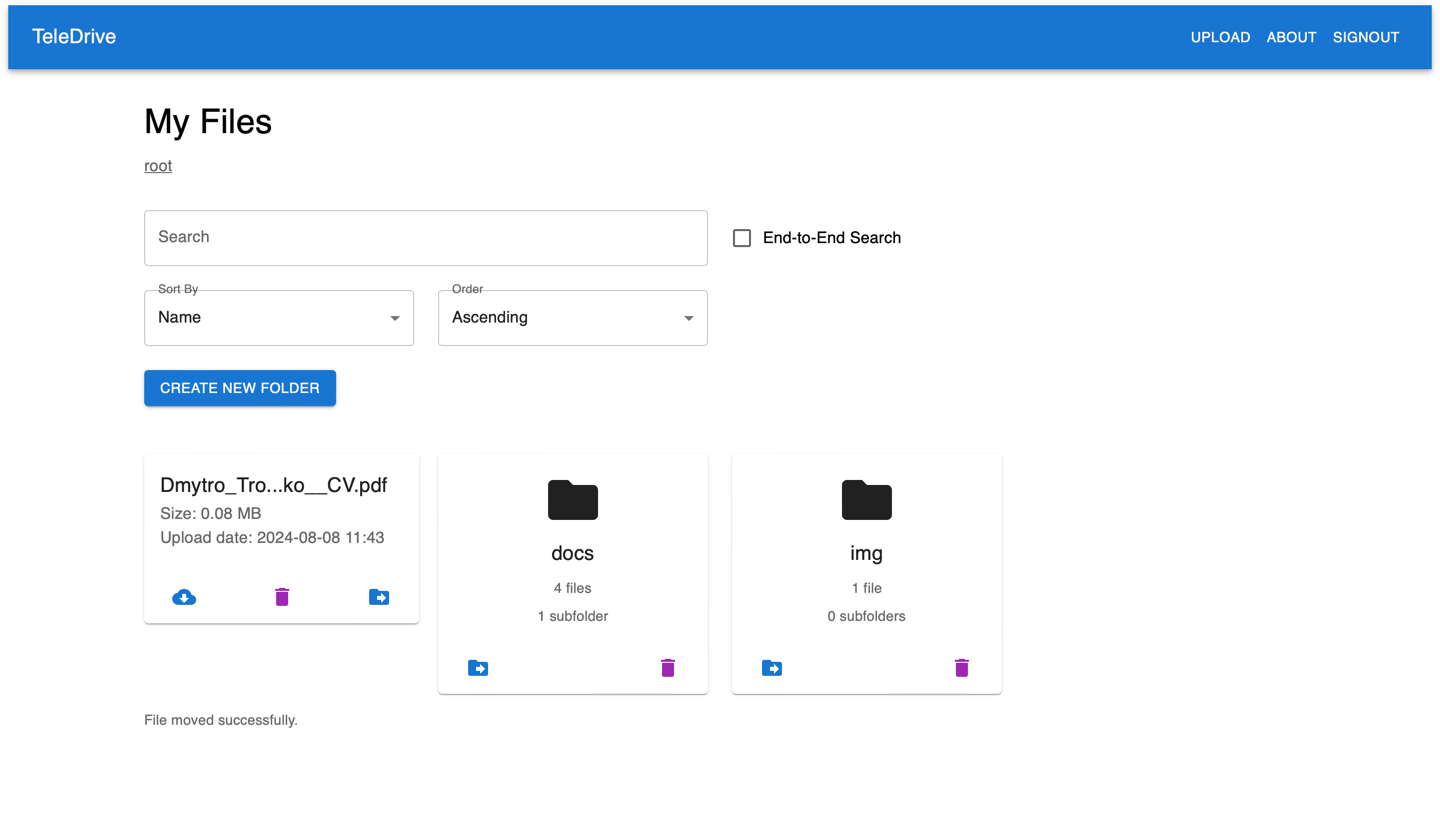 TeleDrive
UPLOAD ABOUT SIGNOUT
My Files
root
Search
End-to-End Search
Sort By
Name
Order
Ascending
CREATE NEW FOLDER
Dmytro_Tro...ko__CV.pdf
Size: 0.08 MB
Upload date: 2024-08-08 11:43
docs
4 files
1 subfolder
img
1 file
0 subfolders
File moved successfully.